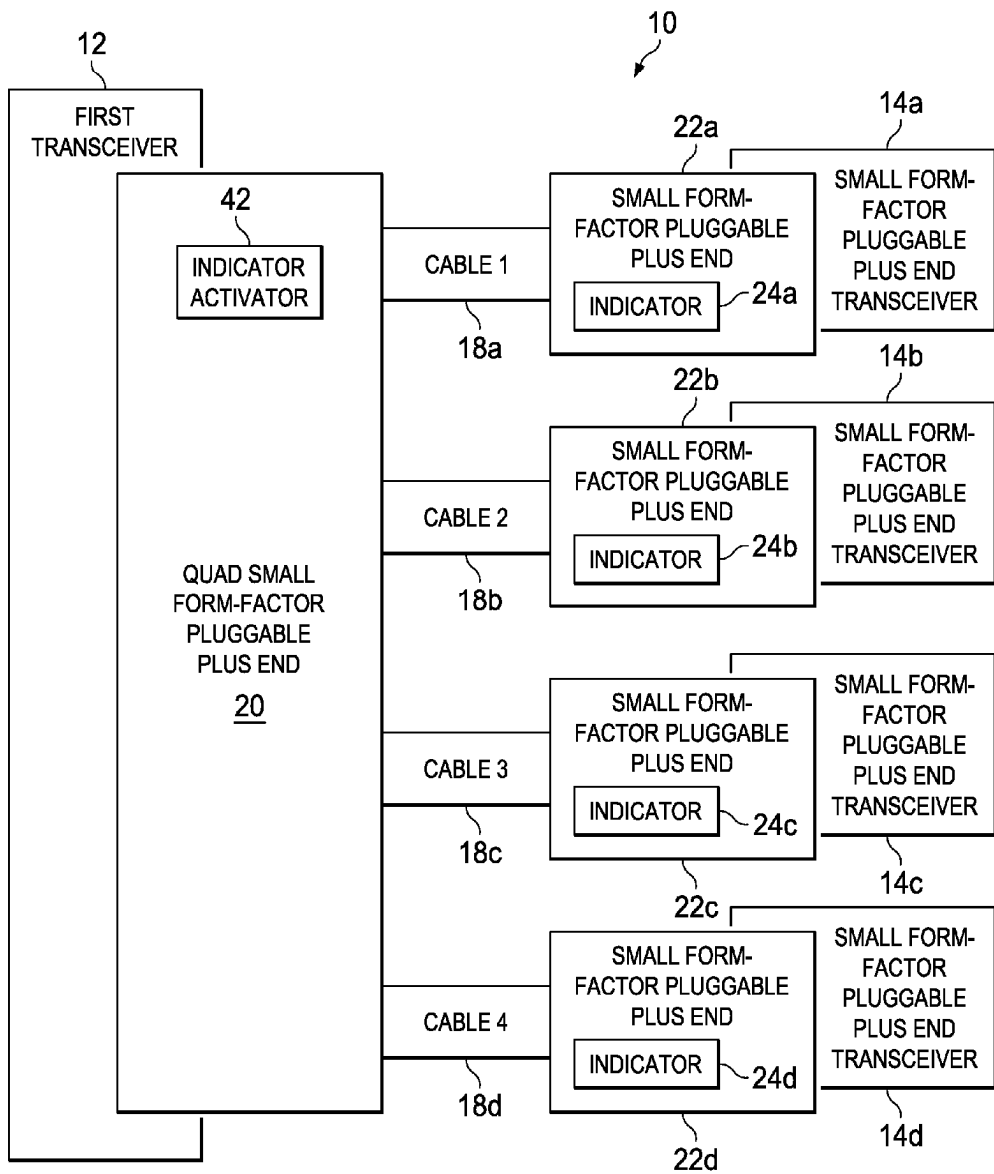 10
12
FIRST
TRANSCEIVER
42
INDICATOR
ACTIVATOR
QUAD SMALL
FORM-FACTOR
PLUGGABLE
PLUS END
20
CABLE 1
18a
22a
SMALL FORM-
FACTOR PLUGGABLE
PLUS END
INDICATOR
24a
14a
SMALL FORM-
FACTOR
PLUGGABLE
PLUS END
TRANSCEIVER
CABLE 2
18b
22b
SMALL FORM-
FACTOR PLUGGABLE
PLUS END
INDICATOR
24b
14b
SMALL FORM-
FACTOR
PLUGGABLE
PLUS END
TRANSCEIVER
CABLE 3
18c
SMALL FORM-
FACTOR PLUGGABLE
PLUS END
INDICATOR
24c
22c
SMALL FORM-
FACTOR
PLUGGABLE
PLUS END
TRANSCEIVER
14c
CABLE 4
18d
SMALL FORM-
FACTOR PLUGGABLE
PLUS END
INDICATOR
24d
22d
SMALL FORM-
FACTOR
PLUGGABLE
PLUS END
TRANSCEIVER
14d